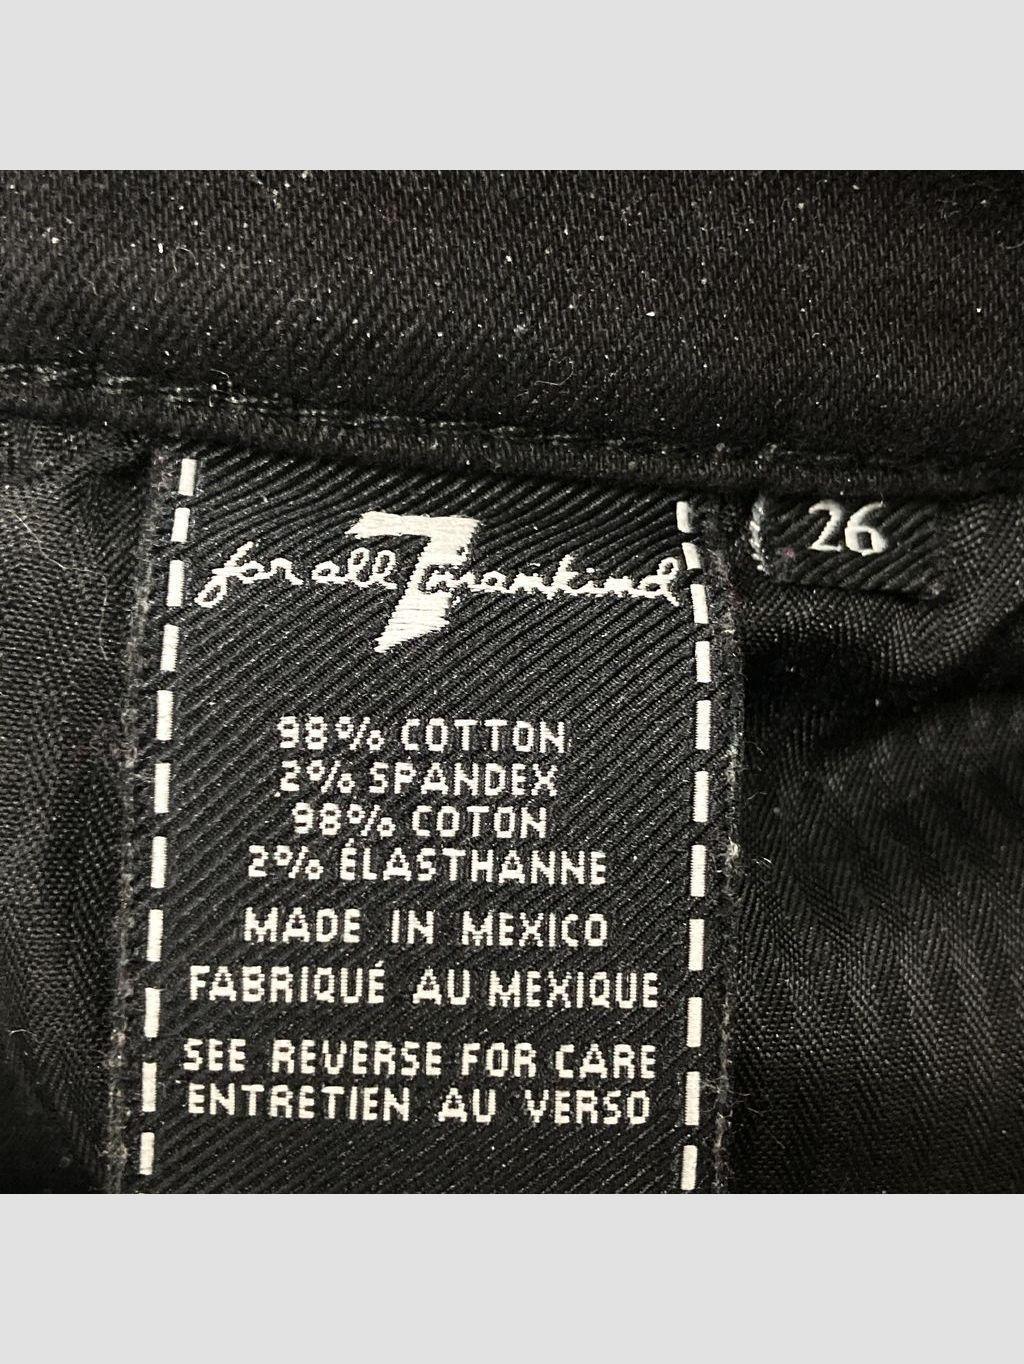 for all 7 mankind
26
98% COTTON
2% SPANDEX
98% COTON
2% ÉLASTHANNE
MADE IN MEXICO
FABRIQUÉ AU MEXIQUE
SEE REVERSE FOR CARE
ENTRETIEN AU VERSO